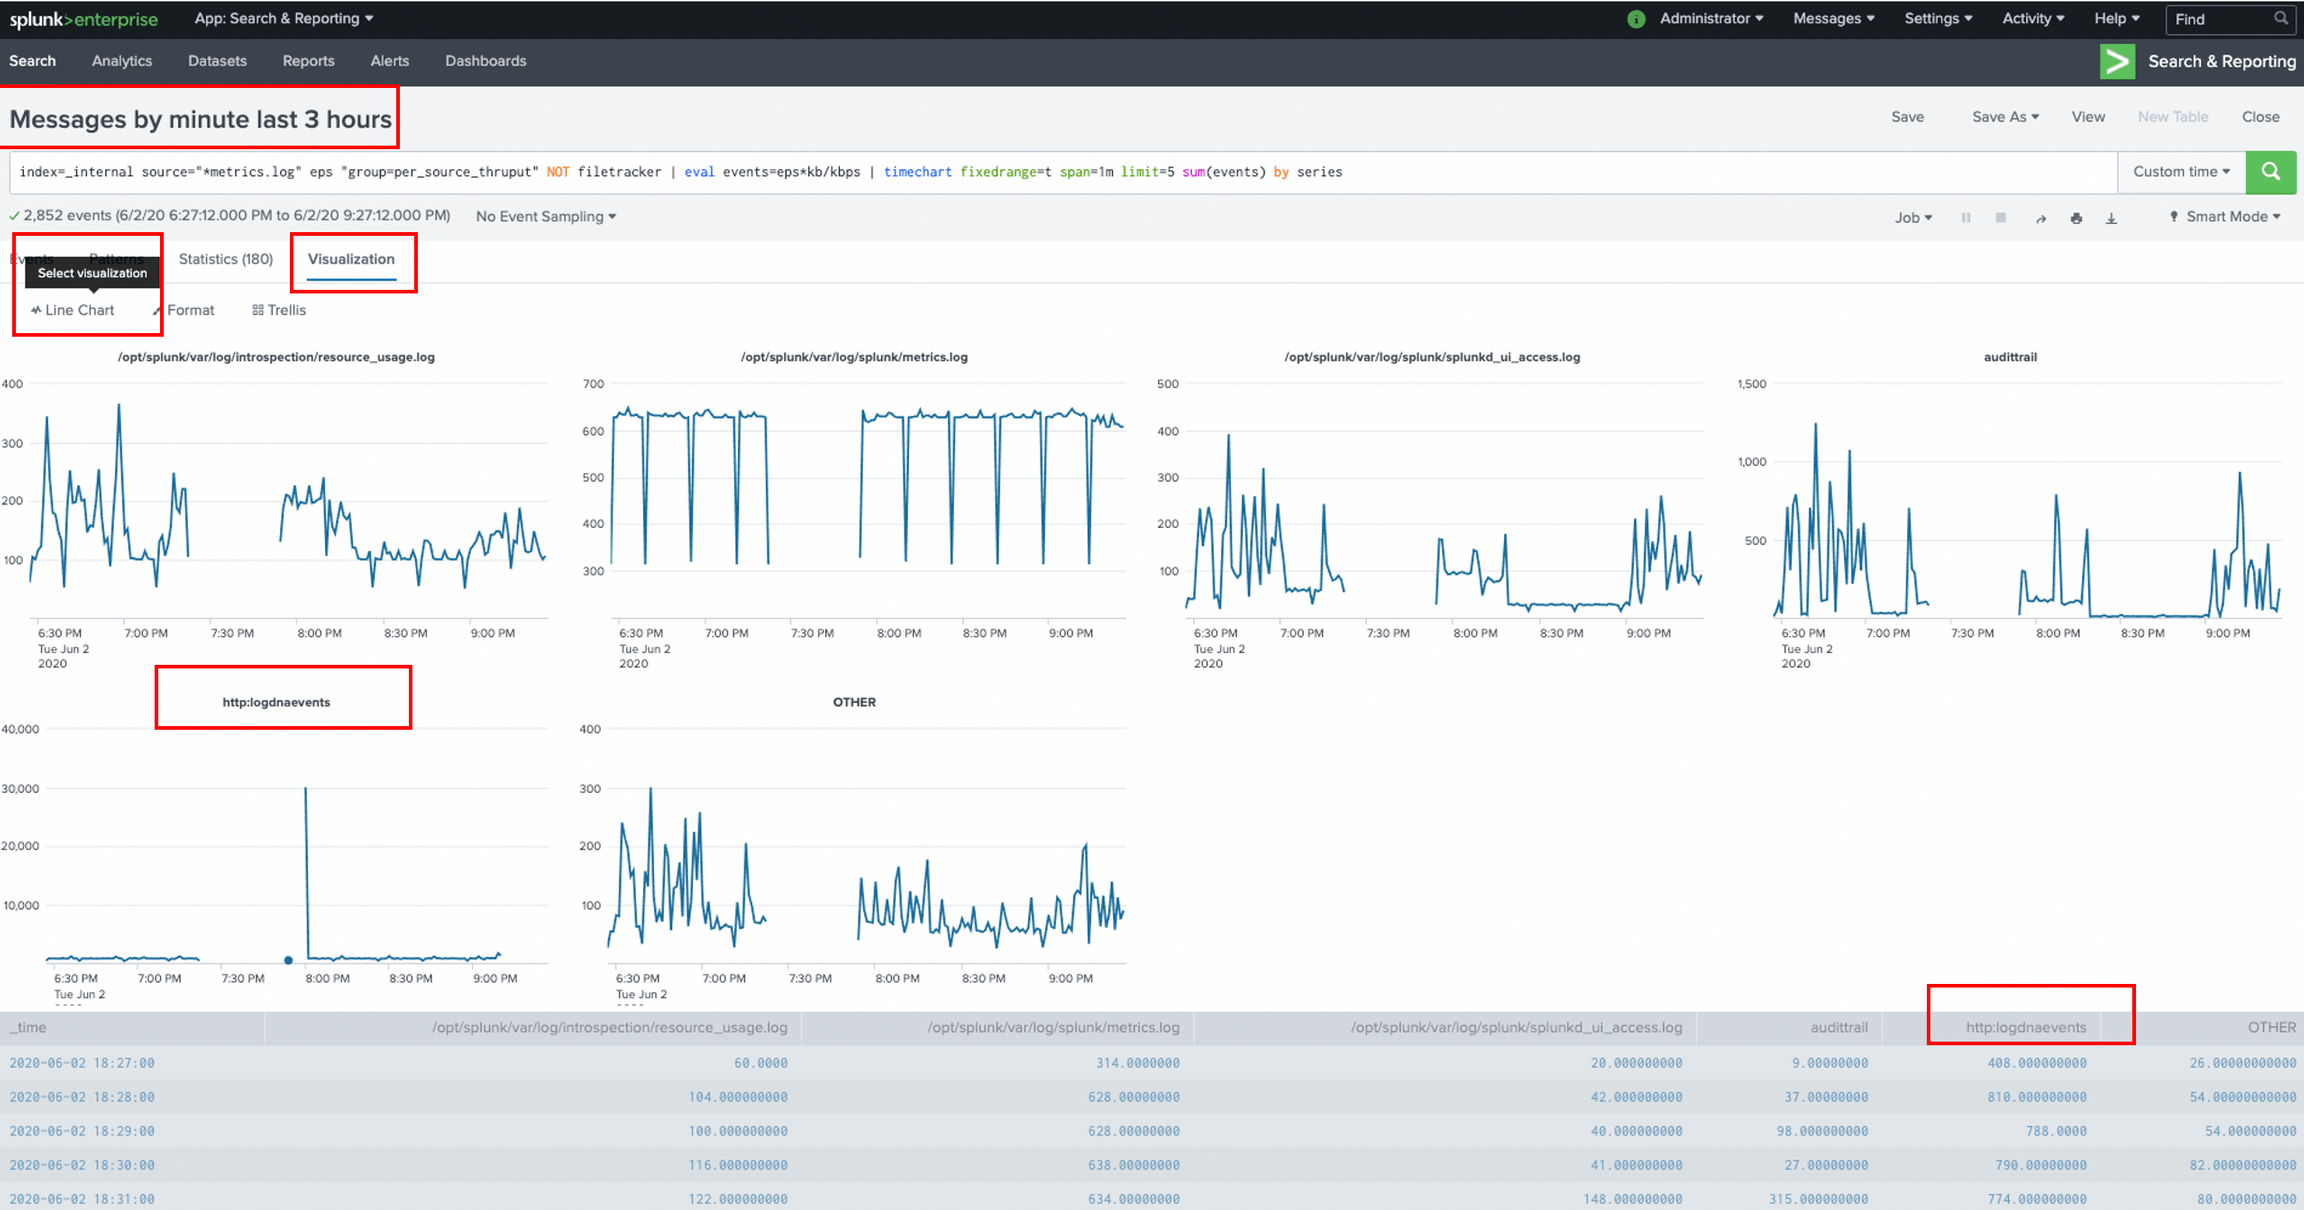 splunk>enterprise App: Search & Reporting Administrator Messages Settings Activity Help Find
Search Analytics Datasets Reports Alerts Dashboards Search & Reporting
Messages by minute last 3 hours
Save Save As View New Table Close
index=_internal source="*metrics.log" eps "group=per_source_thruput" NOT filetracker | eval events=eps*kb/kbps | timechart fixedrange=t span=1m limit=5 sum(events) by series
Custom time
2,852 events (6/2/20 6:27:12.000 PM to 6/2/20 9:27:12.000 PM) No Event Sampling Job Smart Mode
Events Patterns Statistics (180) Visualization
Select visualization
Line Chart Format Trellis
/opt/splunk/var/log/introspection/resource_usage.log
400
300
200
100
6:30 PM 7:00 PM 7:30 PM 8:00 PM 8:30 PM 9:00 PM
Tue Jun 2
2020
/opt/splunk/var/log/splunk/metrics.log
700
600
500
400
300
6:30 PM 7:00 PM 7:30 PM 8:00 PM 8:30 PM 9:00 PM
Tue Jun 2
2020
/opt/splunk/var/log/splunk/splunkd_ui_access.log
500
400
300
200
100
6:30 PM 7:00 PM 7:30 PM 8:00 PM 8:30 PM 9:00 PM
Tue Jun 2
2020
audittrail
1,500
1,000
500
6:30 PM 7:00 PM 7:30 PM 8:00 PM 8:30 PM 9:00 PM
Tue Jun 2
2020
http:logdnaevents
40,000
30,000
20,000
10,000
6:30 PM 7:00 PM 7:30 PM 8:00 PM 8:30 PM 9:00 PM
Tue Jun 2
OTHER
400
300
200
100
6:30 PM 7:00 PM 7:30 PM 8:00 PM 8:30 PM 9:00 PM
Tue Jun 2
_time /opt/splunk/var/log/introspection/resource_usage.log /opt/splunk/var/log/splunk/metrics.log /opt/splunk/var/log/splunk/splunkd_ui_access.log audittrail http:logdnaevents OTHER
2020-06-02 18:27:00 60.0000 314.0000000 20.000000000 9.00000000 408.000000000 26.00000000000
2020-06-02 18:28:00 104.000000000 628.00000000 42.000000000 37.00000000 810.000000000 54.00000000000
2020-06-02 18:29:00 100.000000000 628.00000000 40.000000000 98.000000000 788.0000 54.000000000
2020-06-02 18:30:00 116.000000000 638.00000000 41.000000000 27.00000000 790.00000000 82.00000000000
2020-06-02 18:31:00 122.000000000 634.00000000 148.000000000 315.000000000 774.000000000 80.0000000000